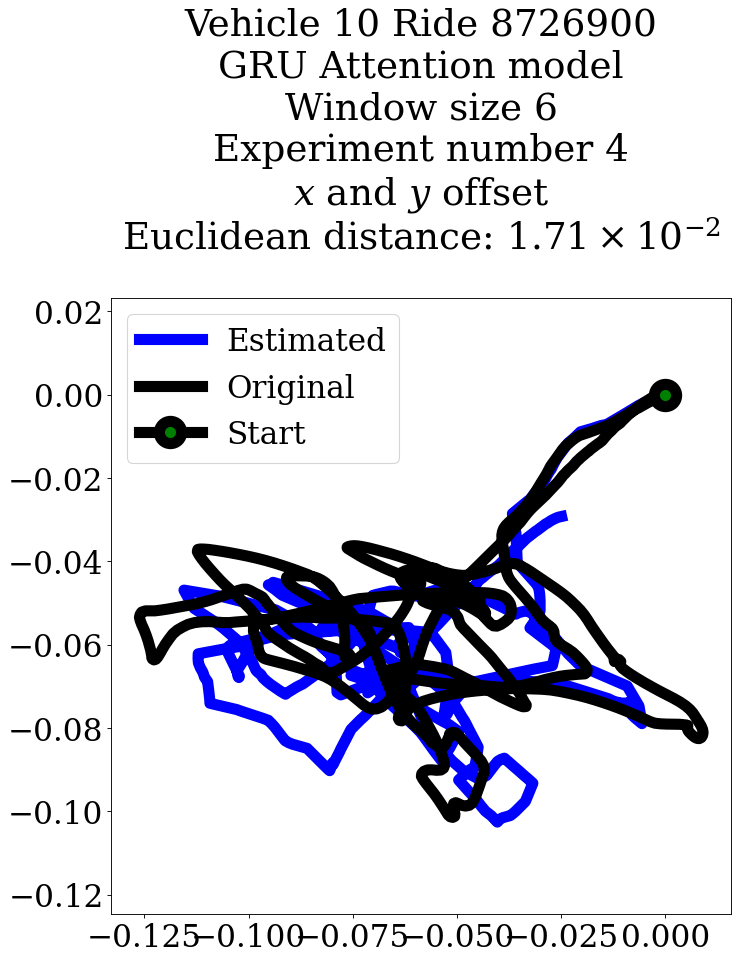 Vehicle 10 Ride 8726900
GRU Attention model
Window size 6
Experiment number 4
x and y offset
Euclidean distance: 1.71 × 10⁻²
Estimated
Original
Start
0.02
0.00
−0.02
−0.04
−0.06
−0.08
−0.10
−0.12
−0.125 −0.100 −0.075 −0.050 −0.025 0.000